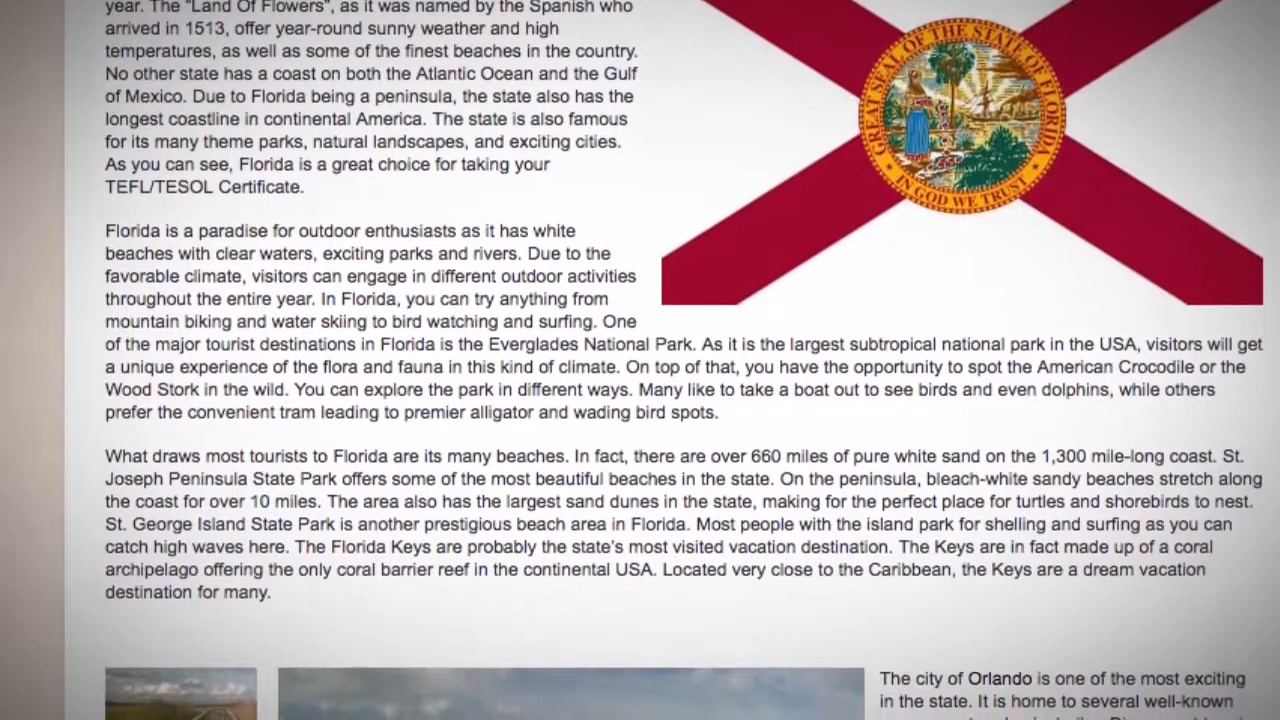 year. The "Land Of Flowers", as it was named by the Spanish who
arrived in 1513, offer year-round sunny weather and high
temperatures, as well as some of the finest beaches in the country.
No other state has a coast on both the Atlantic Ocean and the Gulf
of Mexico. Due to Florida being a peninsula, the state also has the
longest coastline in continental America. The state is also famous
for its many theme parks, natural landscapes, and exciting cities.
As you can see, Florida is a great choice for taking your
TEFL/TESOL Certificate.
GREAT SEAL OF THE STATE OF FLORIDA
IN GOD WE TRUST
Florida is a paradise for outdoor enthusiasts as it has white
beaches with clear waters, exciting parks and rivers. Due to the
favorable climate, visitors can engage in different outdoor activities
throughout the entire year. In Florida, you can try anything from
mountain biking and water skiing to bird watching and surfing. One
of the major tourist destinations in Florida is the Everglades National Park. As it is the largest subtropical national park in the USA, visitors will get
a unique experience of the flora and fauna in this kind of climate. On top of that, you have the opportunity to spot the American Crocodile or the
Wood Stork in the wild. You can explore the park in different ways. Many like to take a boat out to see birds and even dolphins, while others
prefer the convenient tram leading to premier alligator and wading bird spots.
What draws most tourists to Florida are its many beaches. In fact, there are over 660 miles of pure white sand on the 1,300 mile-long coast. St.
Joseph Peninsula State Park offers some of the most beautiful beaches in the state. On the peninsula, bleach-white sandy beaches stretch along
the coast for over 10 miles. The area also has the largest sand dunes in the state, making for the perfect place for turtles and shorebirds to nest.
St. George Island State Park is another prestigious beach area in Florida. Most people with the island park for shelling and surfing as you can
catch high waves here. The Florida Keys are probably the state's most visited vacation destination. The Keys are in fact made up of a coral
archipelago offering the only coral barrier reef in the continental USA. Located very close to the Caribbean, the Keys are a dream vacation
destination for many.
The city of Orlando is one of the most exciting
in the state. It is home to several well-known